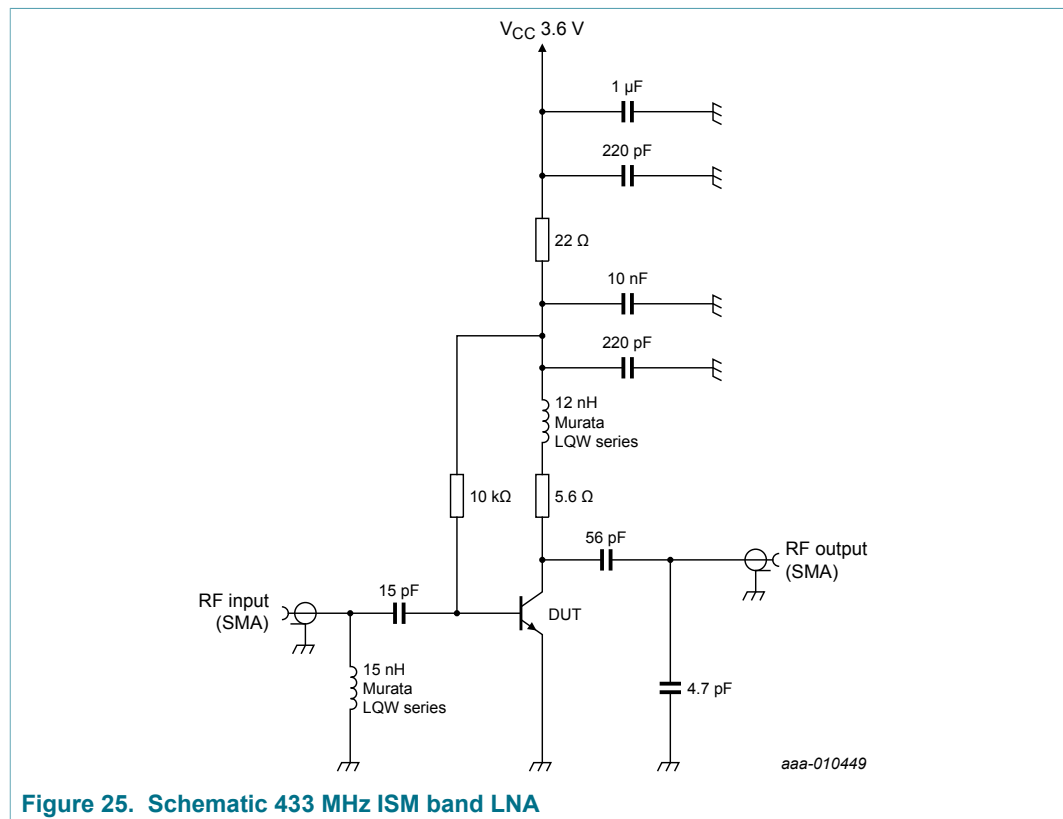 VCC 3.6 V
1 µF
220 pF
22 Ω
10 nF
220 pF
12 nH
Murata
LQW series
10 kΩ
5.6 Ω
56 pF
RF output
(SMA)
15 pF
RF input
(SMA)
DUT
15 nH
Murata
LQW series
4.7 pF
aaa-010449
Figure 25. Schematic 433 MHz ISM band LNA